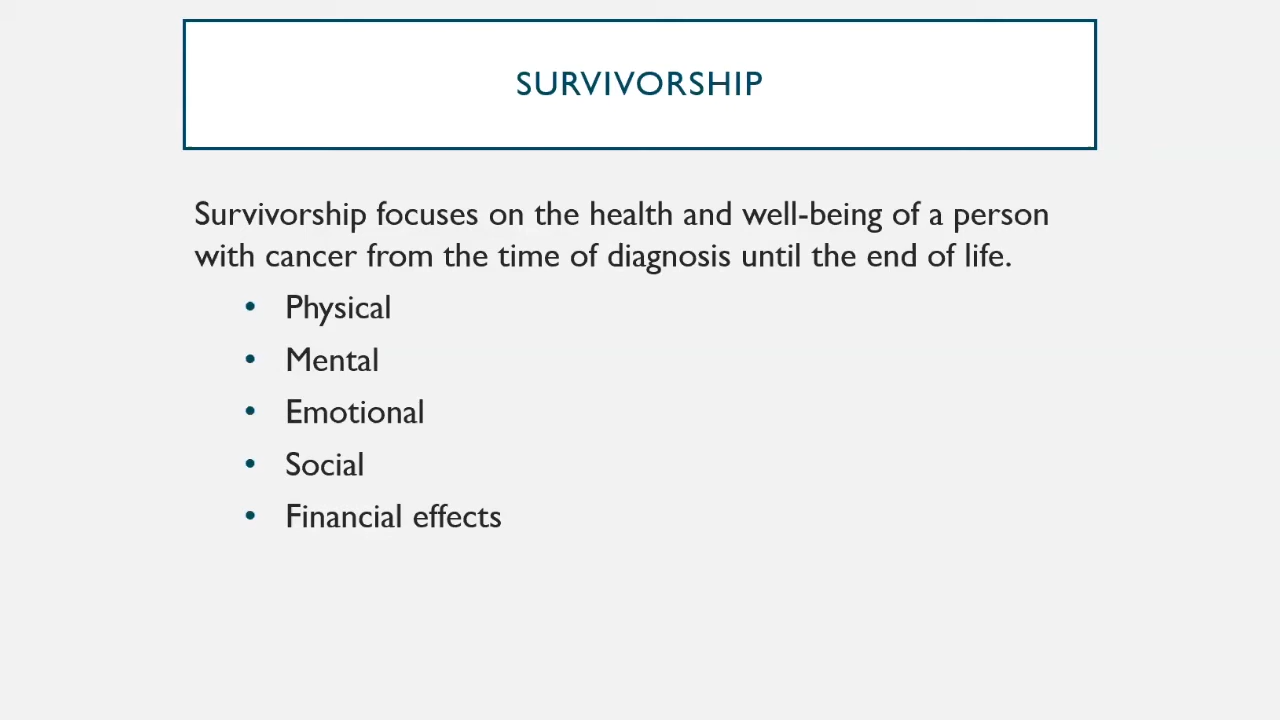 SURVIVORSHIP
Survivorship focuses on the health and well-being of a person
with cancer from the time of diagnosis until the end of life.
• Physical
• Mental
• Emotional
• Social
• Financial effects